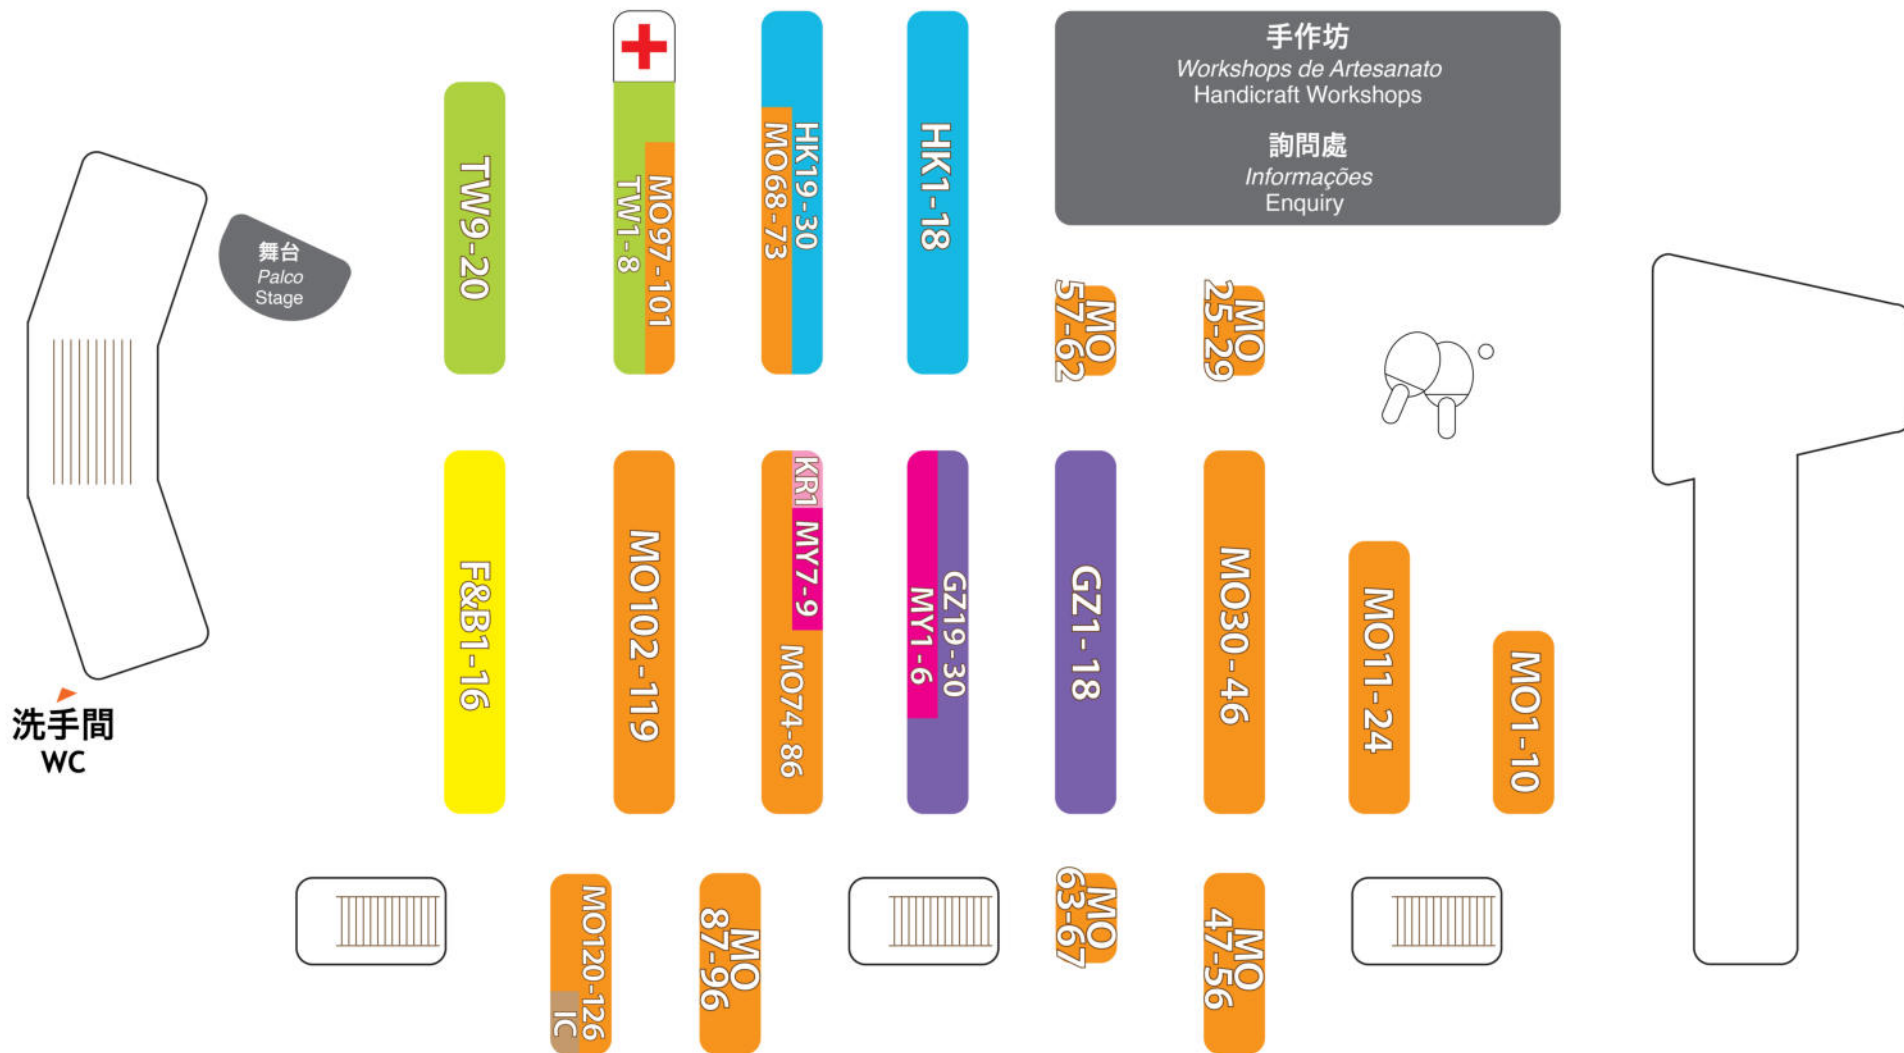 手作坊
Workshops de Artesanato
Handicraft Workshops
詢問處
Informações
Enquiry
舞台
Palco
Stage
TW9-20
TW1-8
MO97-101
MO68-73
HK19-30
HK1-18
MO
57-62
MO
25-29
F&B1-16
MO102-119
KR1
MY7-9
MO74-86
MY1-6
GZ19-30
GZ1-18
MO30-46
MO11-24
MO1-10
洗手間
WC
MO120-126
IC
MO
87-96
MO
63-67
MO
47-56